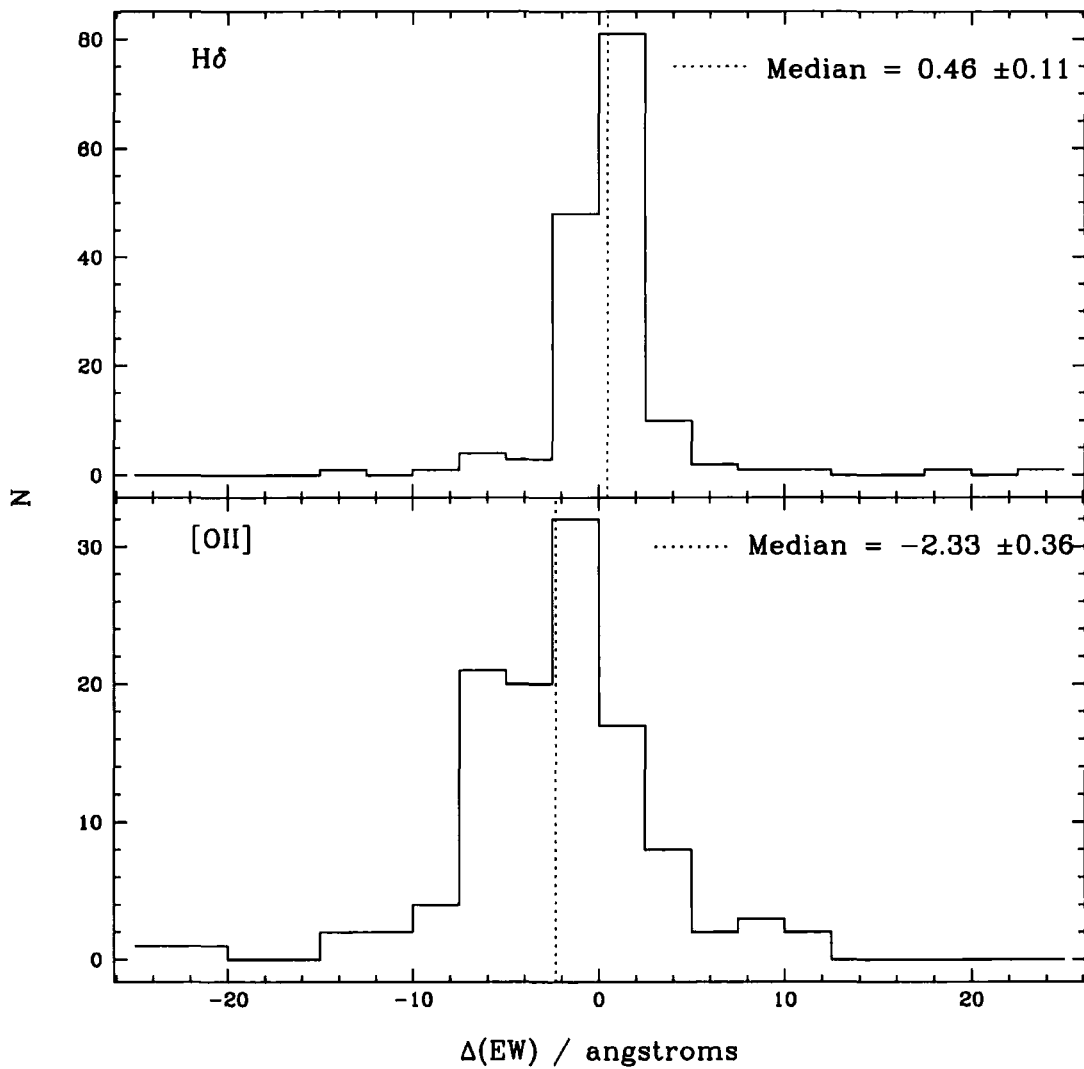 Hδ
Median = 0.46 ±0.11
80
60
40
20
0
N
[OII]
Median = −2.33 ±0.36
30
20
10
0
−20 −10 0 10 20
Δ(EW) / angstroms